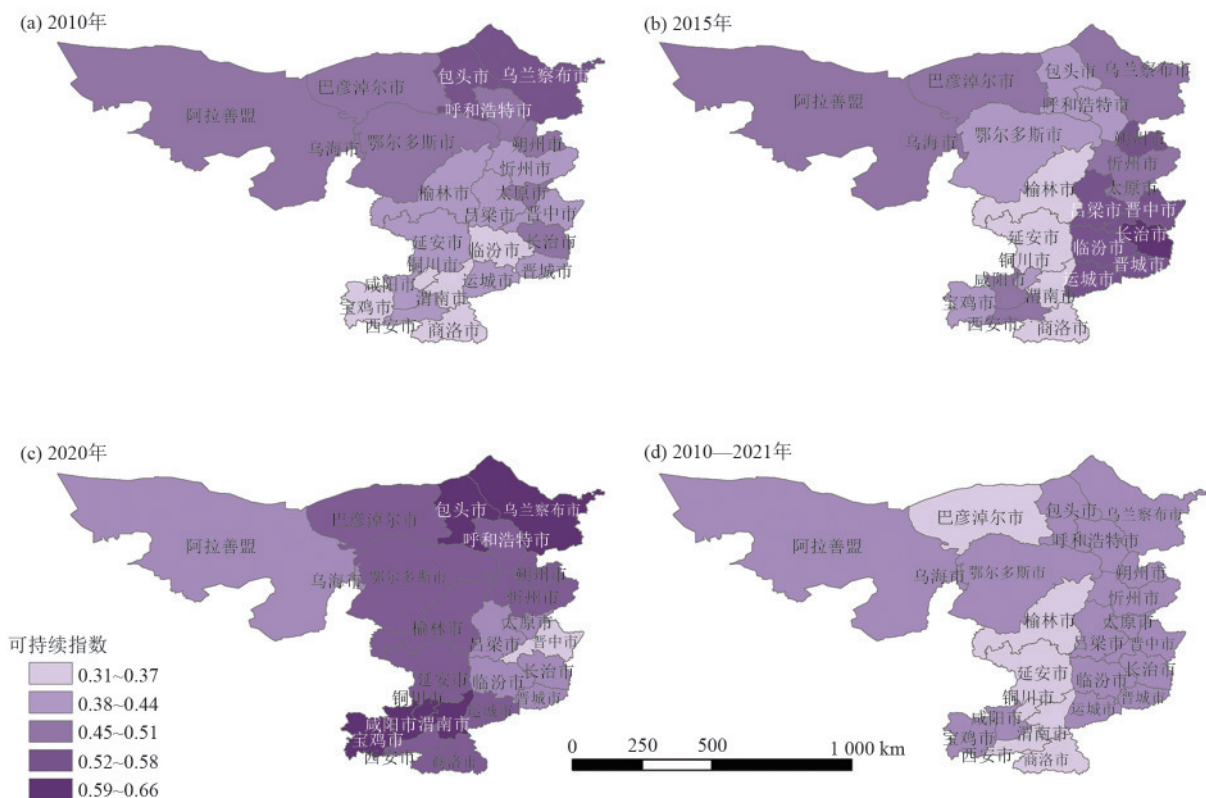 (a) 2010年
包头市
乌兰察布市
巴彦淖尔市
阿拉善盟
呼和浩特市
乌海市
鄂尔多斯市
朔州市
忻州市
榆林市
太原市
吕梁市
晋中市
延安市
临汾市
长治市
铜川市
晋城市
咸阳市
运城市
宝鸡市
渭南市
西安市
商洛市
(b) 2015年
包头市
乌兰察布市
巴彦淖尔市
阿拉善盟
呼和浩特市
乌海市
鄂尔多斯市
朔州市
忻州市
榆林市
太原市
吕梁市
晋中市
延安市
临汾市
长治市
铜川市
晋城市
咸阳市
运城市
宝鸡市
渭南市
西安市
商洛市
(c) 2020年
包头市
乌兰察布市
巴彦淖尔市
阿拉善盟
呼和浩特市
乌海市
鄂尔多斯市
朔州市
忻州市
榆林市
太原市
吕梁市
晋中市
延安市
临汾市
长治市
铜川市
晋城市
咸阳市
渭南市
运城市
宝鸡市
西安市
商洛市
(d) 2010—2021年
包头市
乌兰察布市
巴彦淖尔市
阿拉善盟
呼和浩特市
乌海市
鄂尔多斯市
朔州市
忻州市
榆林市
太原市
吕梁市
晋中市
延安市
临汾市
长治市
铜川市
晋城市
咸阳市
运城市
宝鸡市
渭南市
西安市
商洛市
可持续指数
0.31~0.37
0.38~0.44
0.45~0.51
0.52~0.58
0.59~0.66
0 250 500 1 000 km